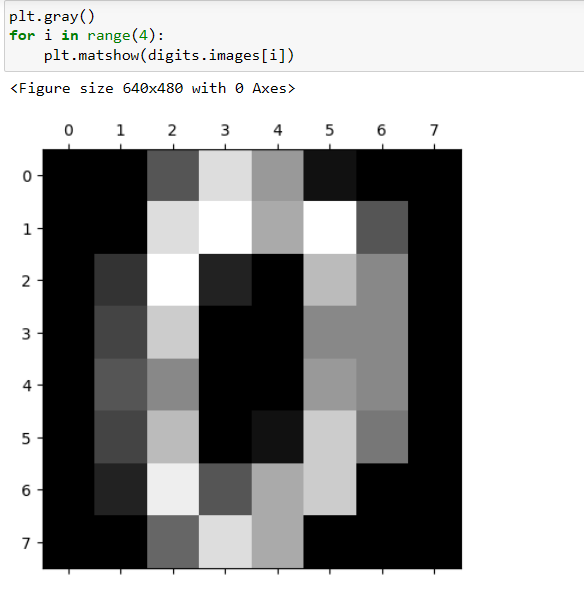 plt.gray()
for i in range(4):
    plt.matshow(digits.images[i])
<Figure size 640x480 with 0 Axes>
0 1 2 3 4 5 6 7
0
1
2
3
4
5
6
7